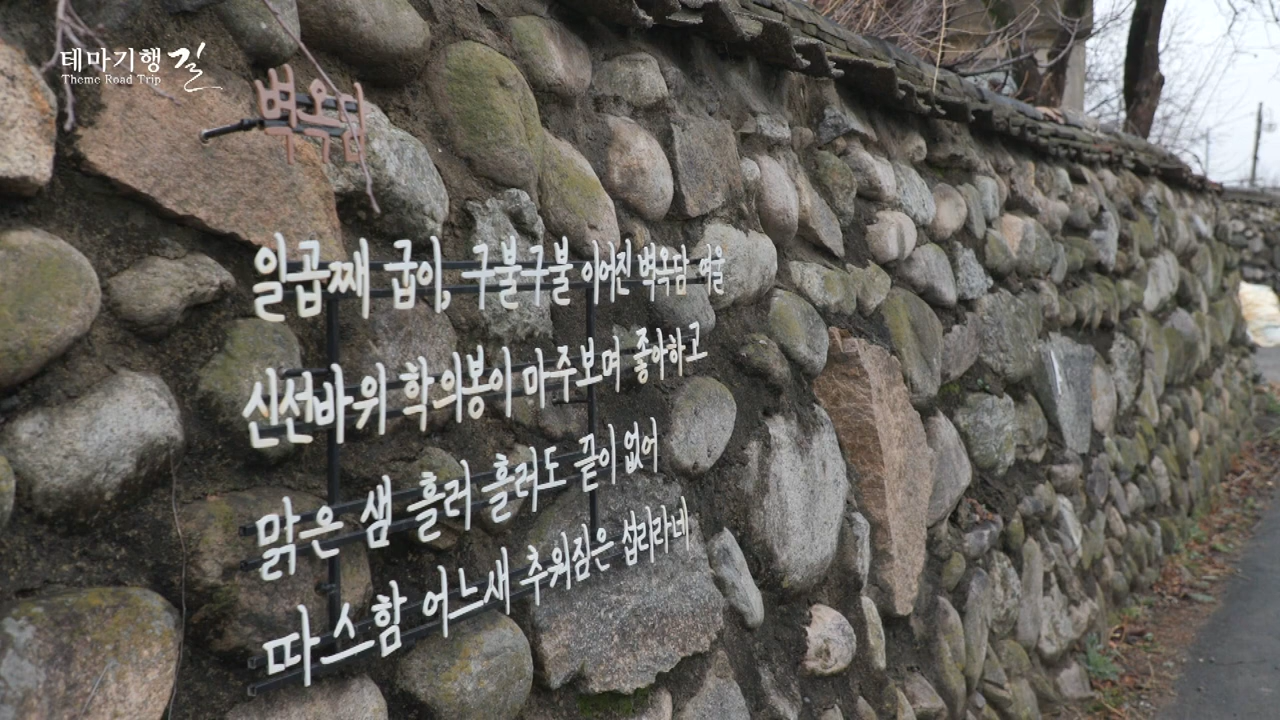 테마기행 길
Theme Road Trip
벽옥담
일곱째 굽이, 구불구불 이어진 벽옥담 여울
신선바위 학의봉이 마주보며 좋아하고
맑은 샘 흘러 흘러도 끝이 없어
따스함 어느새 추워짐은 섭리라네